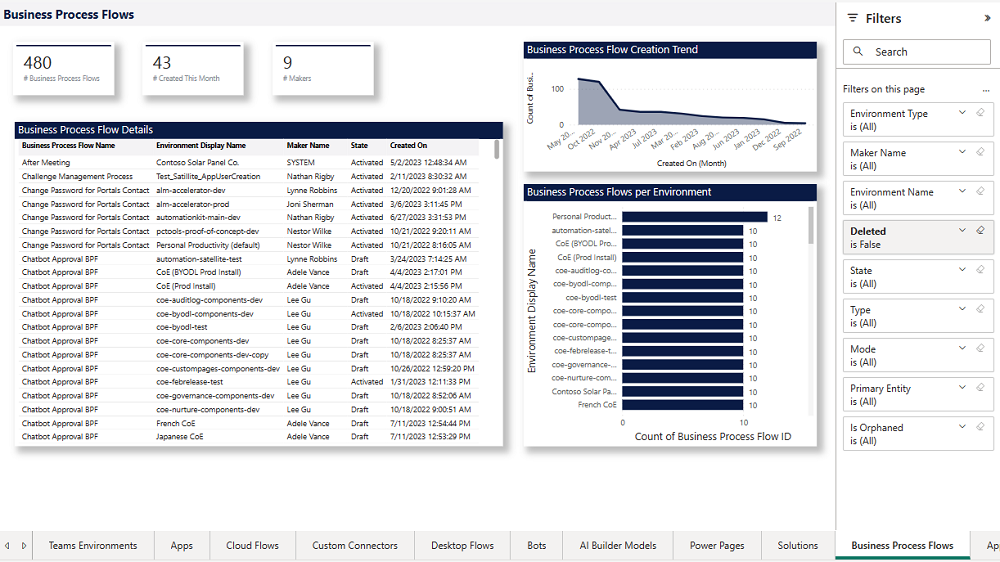 Business Process Flows
480
# Business Process Flows
43
# Created This Month
9
# Makers
Business Process Flow Details
Business Process Flow Name Environment Display Name Maker Name State Created On
After Meeting Contoso Solar Panel Co. SYSTEM Activated 5/2/2023 12:48:34 AM
Challenge Management Process Test_Satillite_AppUserCreation Nathan Rigby Activated 2/11/2023 8:30:32 AM
Change Password for Portals Contact alm-accelerator-dev Lynne Robbins Activated 12/20/2022 9:01:28 AM
Change Password for Portals Contact alm-accelerator-prod Joni Sherman Activated 3/6/2023 3:11:45 PM
Change Password for Portals Contact automationkit-main-dev Nathan Rigby Activated 6/27/2023 3:31:53 PM
Change Password for Portals Contact pctools-proof-of-concept-dev Nestor Wilke Activated 10/21/2022 9:20:11 AM
Change Password for Portals Contact Personal Productivity (default) Nestor Wilke Activated 10/21/2022 8:16:05 AM
Chatbot Approval BPF automation-satellite-test Lynne Robbins Draft 3/24/2023 7:14:25 AM
Chatbot Approval BPF CoE (BYODL Prod Install) Adele Vance Draft 4/4/2023 2:17:01 PM
Chatbot Approval BPF CoE (Prod Install) Adele Vance Activated 4/4/2023 2:15:56 PM
Chatbot Approval BPF coe-auditlog-components-dev Lee Gu Draft 10/18/2022 9:10:20 AM
Chatbot Approval BPF coe-byodl-components-dev Lee Gu Activated 10/18/2022 10:15:37 AM
Chatbot Approval BPF coe-byodl-test Lee Gu Draft 2/6/2023 2:06:40 PM
Chatbot Approval BPF coe-core-components-dev Lee Gu Draft 10/18/2022 8:25:37 AM
Chatbot Approval BPF coe-core-components-dev-copy Lee Gu Draft 10/18/2022 8:25:37 AM
Chatbot Approval BPF coe-custompages-components-dev Lee Gu Draft 10/26/2022 12:59:20 PM
Chatbot Approval BPF coe-febrelease-test Lee Gu Activated 1/31/2023 12:11:33 PM
Chatbot Approval BPF coe-governance-components-dev Lee Gu Draft 10/18/2022 8:52:06 AM
Chatbot Approval BPF coe-nurture-components-dev Lee Gu Draft 10/18/2022 9:00:51 AM
Chatbot Approval BPF French CoE Adele Vance Draft 7/11/2023 12:54:44 PM
Chatbot Approval BPF Japanese CoE Adele Vance Draft 7/11/2023 12:53:29 PM
Business Process Flow Creation Trend
Count of Busi...
100
0
May 20... Oct 2022 Nov 20... Apr 2023 Jul 2023 Mar 2023 Feb 2023 Aug 20... Jun 2023 Jan 2023 Dec 2022 Sep 2022
Created On (Month)
Business Process Flows per Environment
Environment Display Name
Personal Product... 12
automation-satel... 10
CoE (BYODL Pro... 10
CoE (Prod Install) 10
coe-auditlog-co... 10
coe-byodl-comp... 10
coe-byodl-test 10
coe-core-compo... 10
coe-core-compo... 10
coe-custompage... 10
coe-febrelease-t... 10
coe-governance-... 10
coe-nurture-com... 10
Contoso Solar Pa... 10
French CoE 10
0 10
Count of Business Process Flow ID
Filters
Search
Filters on this page ...
Environment Type
is (All)
Maker Name
is (All)
Environment Name
is (All)
Deleted
is False
State
is (All)
Type
is (All)
Mode
is (All)
Primary Entity
is (All)
Is Orphaned
is (All)
Teams Environments Apps Cloud Flows Custom Connectors Desktop Flows Bots AI Builder Models Power Pages Solutions Business Process Flows Ap